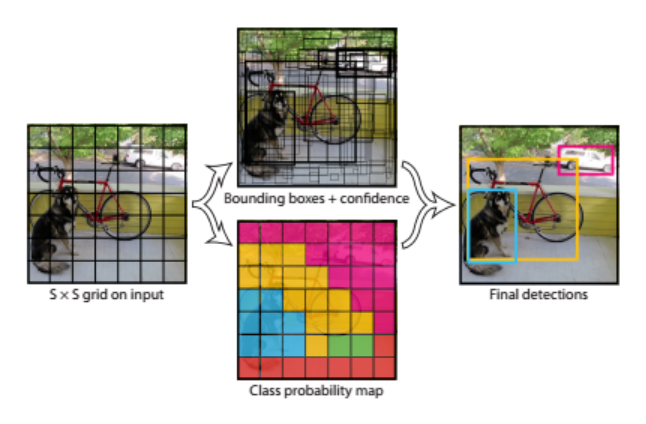 S × S grid on input
Bounding boxes + confidence
Class probability map
Final detections